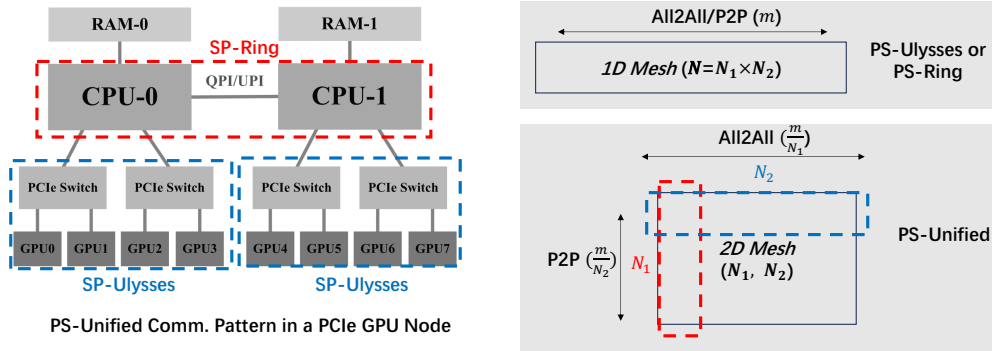 RAM-0
RAM-1
SP-Ring
CPU-0
QPI/UPI
CPU-1
PCIe Switch
PCIe Switch
PCIe Switch
PCIe Switch
GPU0
GPU1
GPU2
GPU3
GPU4
GPU5
GPU6
GPU7
SP-Ulysses
SP-Ulysses
PS-Unified Comm. Pattern in a PCIe GPU Node
All2All/P2P (m)
1D Mesh (N=N₁×N₂)
PS-Ulysses or
PS-Ring
All2All (m/N₁)
N₂
P2P (m/N₂)
N₁
2D Mesh
(N₁, N₂)
PS-Unified